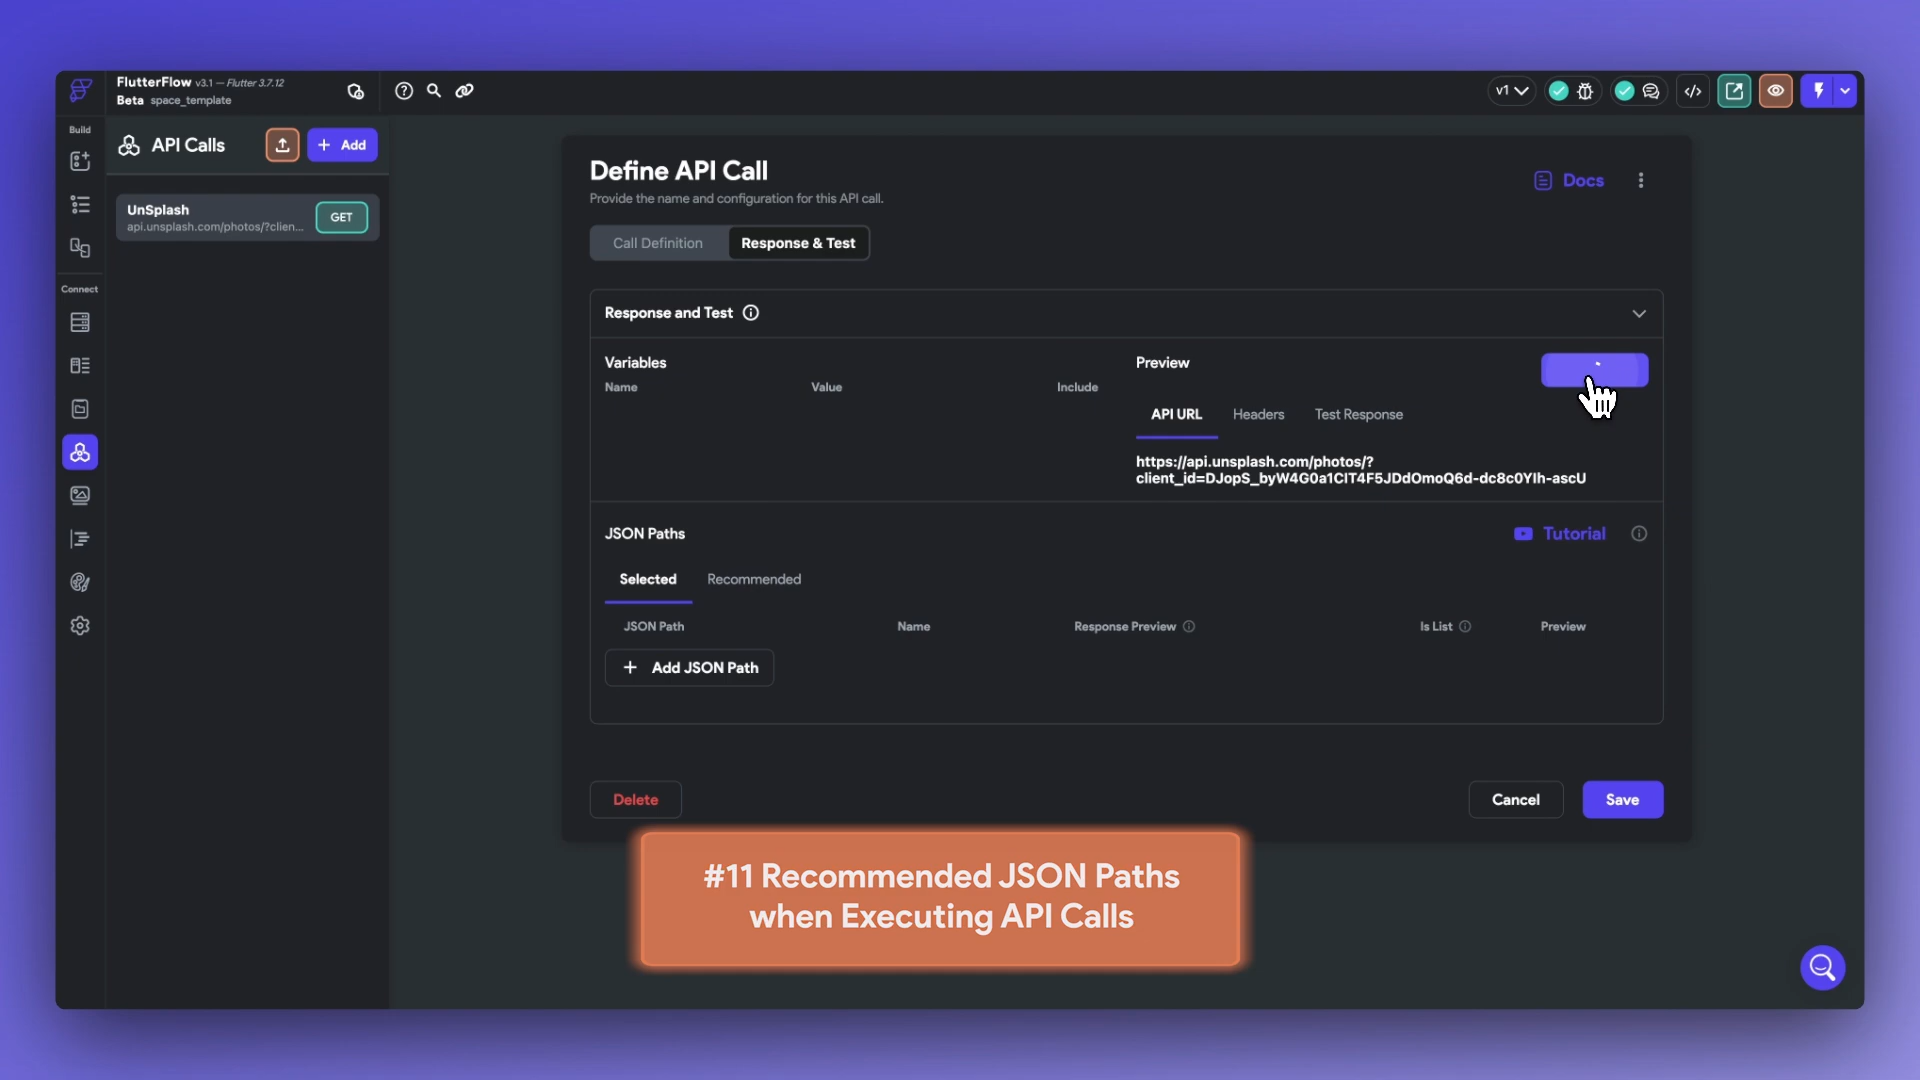 FlutterFlow v3.1 — Flutter 3.7.12
Beta space_template
v1
Build
API Calls
+ Add
UnSplash
api.unsplash.com/photos/?clien...
GET
Connect
Define API Call
Provide the name and configuration for this API call.
Docs
Call Definition
Response & Test
Response and Test
Variables
Name
Value
Include
Preview
API URL
Headers
Test Response
https://api.unsplash.com/photos/?
client_id=DJopS_byW4G0a1CIT4F5JDdOmoQ6d-dc8c0YIh-ascU
JSON Paths
Tutorial
Selected
Recommended
JSON Path
Name
Response Preview
Is List
Preview
+ Add JSON Path
Delete
Cancel
Save
#11 Recommended JSON Paths
when Executing API Calls